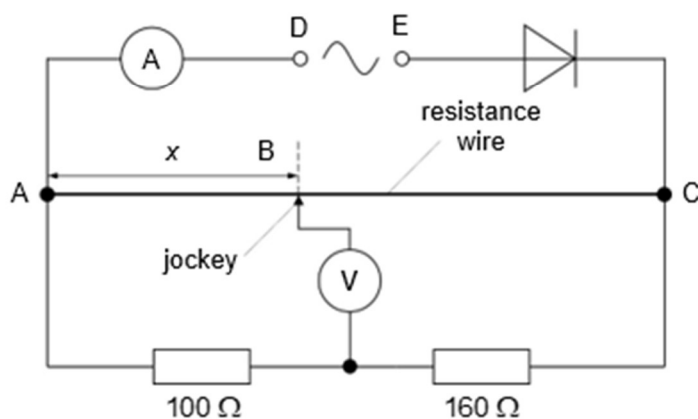 D
E
A
resistance
wire
x
B
A
C
jockey
V
100 Ω
160 Ω